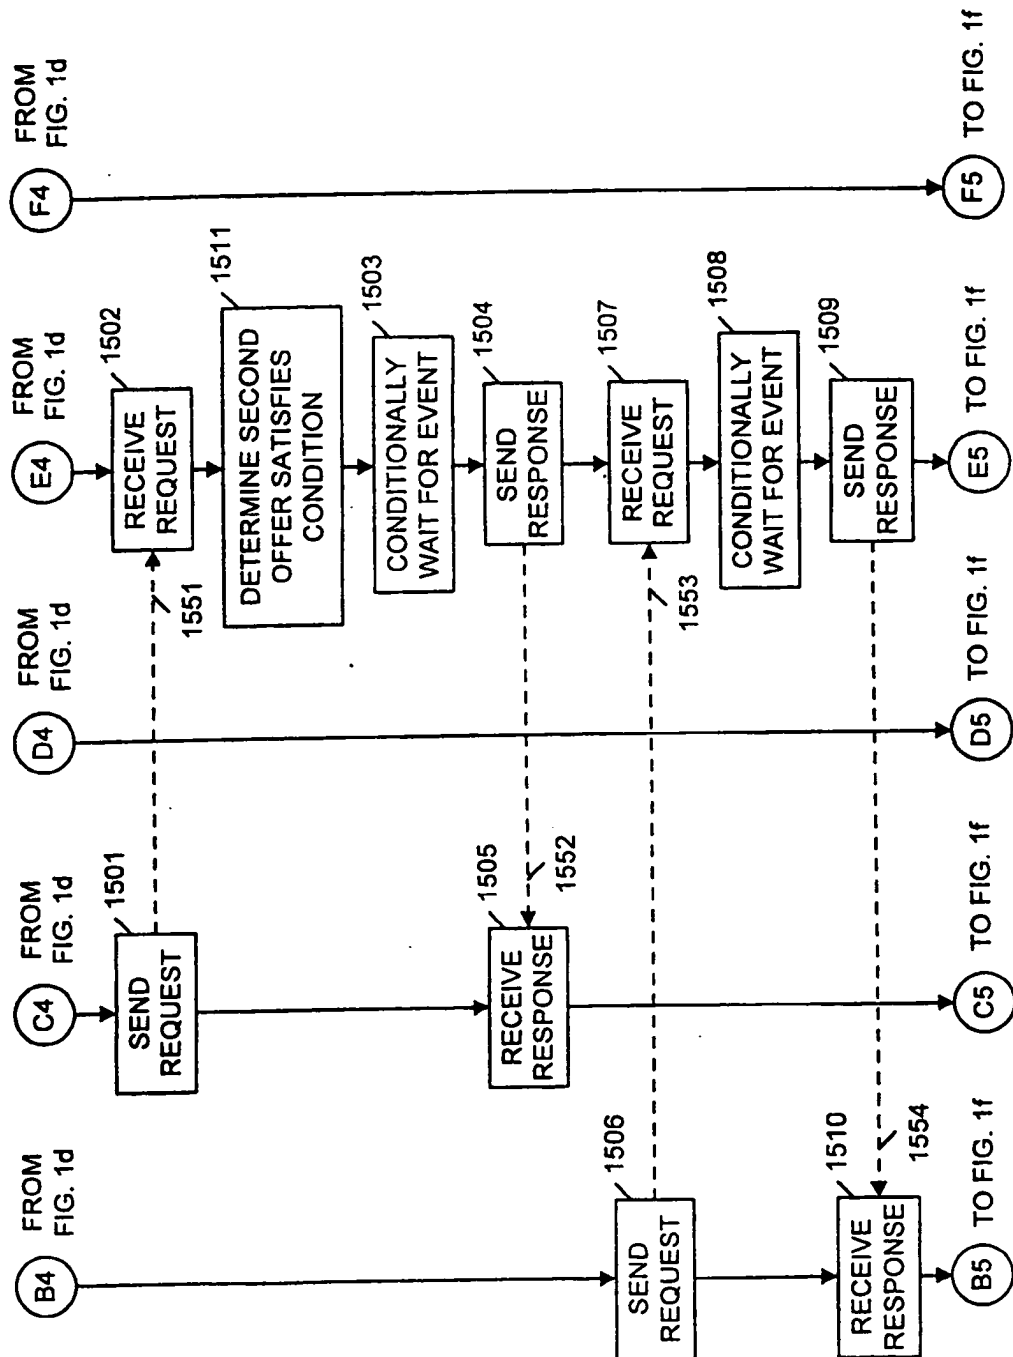 B4
FROM
FIG. 1d
C4
FROM
FIG. 1d
D4
FROM
FIG. 1d
E4
FROM
FIG. 1d
F4
FROM
FIG. 1d
1501
SEND
REQUEST
1551
1502
RECEIVE
REQUEST
1511
DETERMINE SECOND
OFFER SATISFIES
CONDITION
1503
CONDITIONALLY
WAIT FOR EVENT
1504
SEND
RESPONSE
1505
RECEIVE
RESPONSE
1552
1506
SEND
REQUEST
1553
1507
RECEIVE
REQUEST
1508
CONDITIONALLY
WAIT FOR EVENT
1509
SEND
RESPONSE
1510
RECEIVE
RESPONSE
1554
B5
TO FIG. 1f
C5
TO FIG. 1f
D5
TO FIG. 1f
E5
TO FIG. 1f
F5
TO FIG. 1f